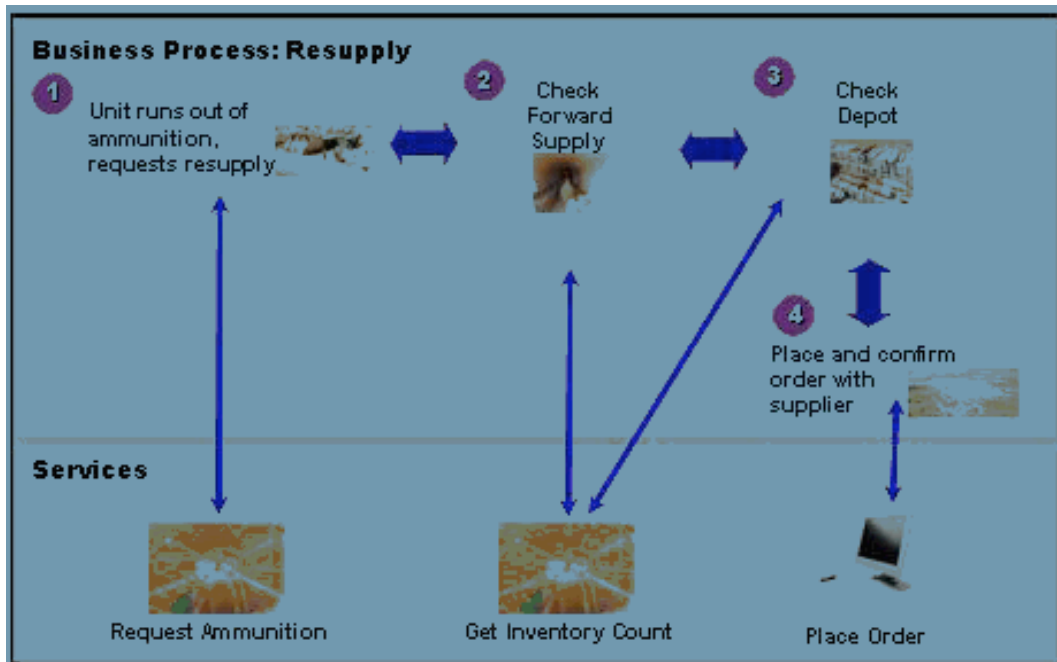 Business Process: Resupply
1
Unit runs out of
ammunition,
requests resupply
2
Check
Forward
Supply
3
Check
Depot
4
Place and confirm
order with
supplier
Services
Request Ammunition
Get Inventory Count
Place Order